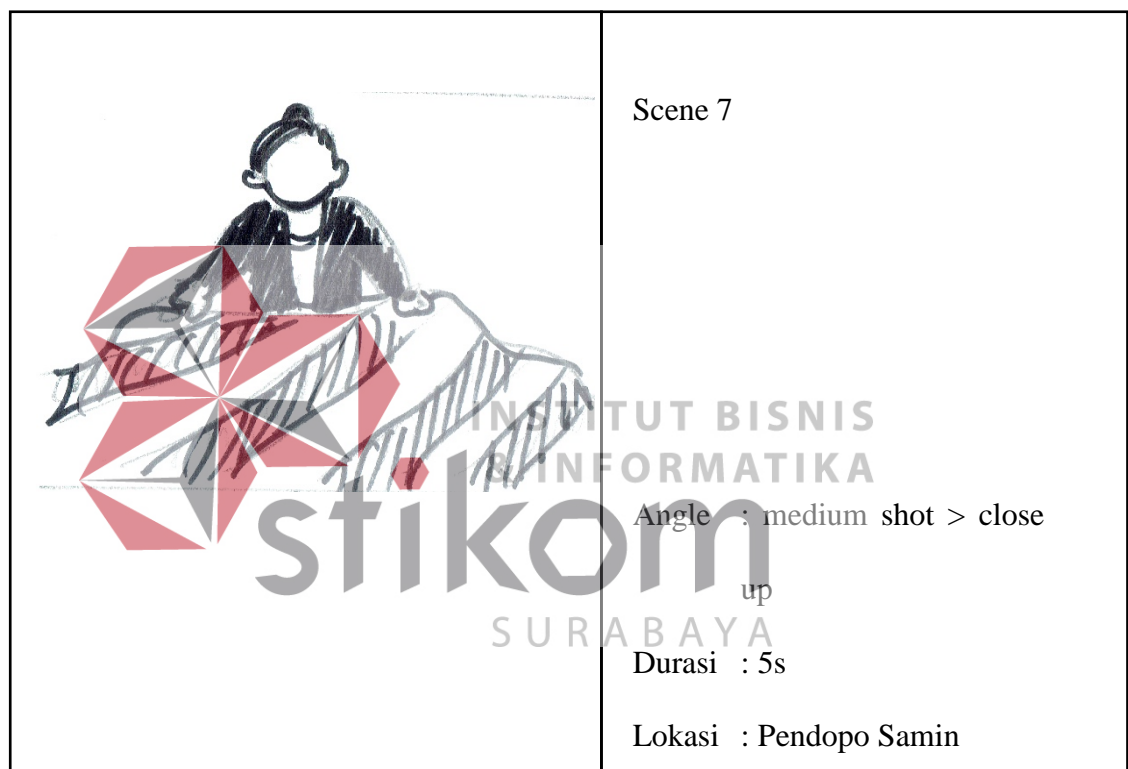 Scene 7
INSTITUT BISNIS
& INFORMATIKA
stikom
SURABAYA
Angle : medium shot > close
up
Durasi : 5s
Lokasi : Pendopo Samin